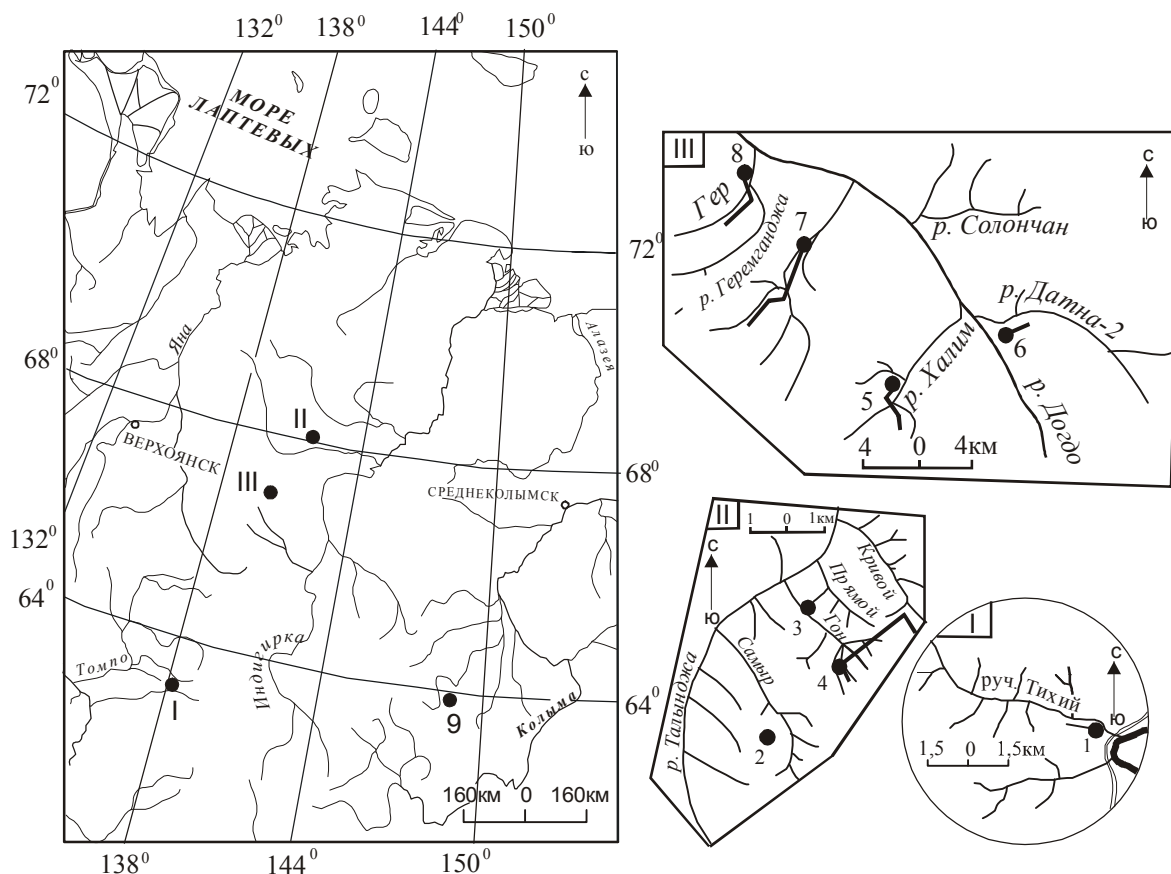 132⁰ 138⁰ 144⁰ 150⁰
72⁰
МОРЕ
ЛАПТЕВЫХ
С
Ю
Яна
Алазея
68⁰
II
ВЕРХОЯНСК
III
СРЕДНЕКОЛЫМСК
68⁰
72⁰
132⁰
64⁰
Томпо
Индигирка
I
9
Колыма
64⁰
160км 0 160км
138⁰ 144⁰ 150⁰
III
8
С
Ю
Гер
7
р. Геремганджа
р. Солончан
р. Датна-2
6
р. Халим
5
р. Догдо
4 0 4км
II
1 0 1км
С
Ю
Кривой
Прямой
3
Гон
4
Самыр
2
р. Талынджа
I
С
Ю
руч. Тихий
1
1,5 0 1,5км